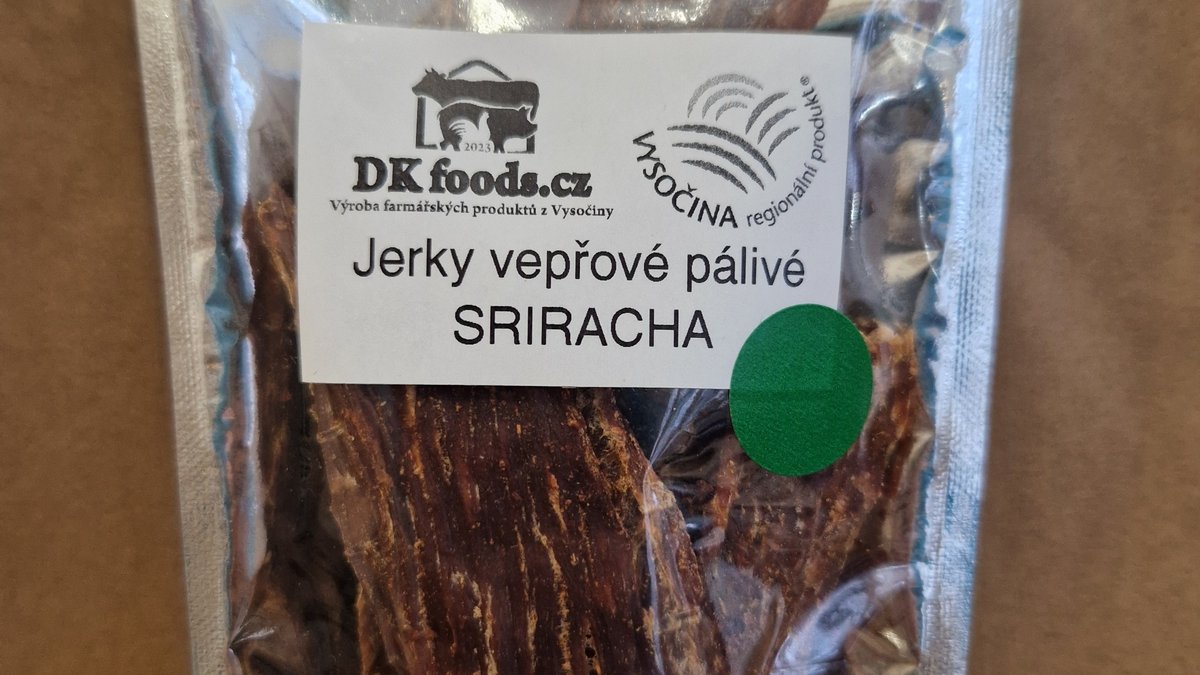 2023
DK foods.cz
Výroba farmářských produktů z Vysočiny
VYSOČINA regionální produkt®
Jerky vepřové pálivé
SRIRACHA